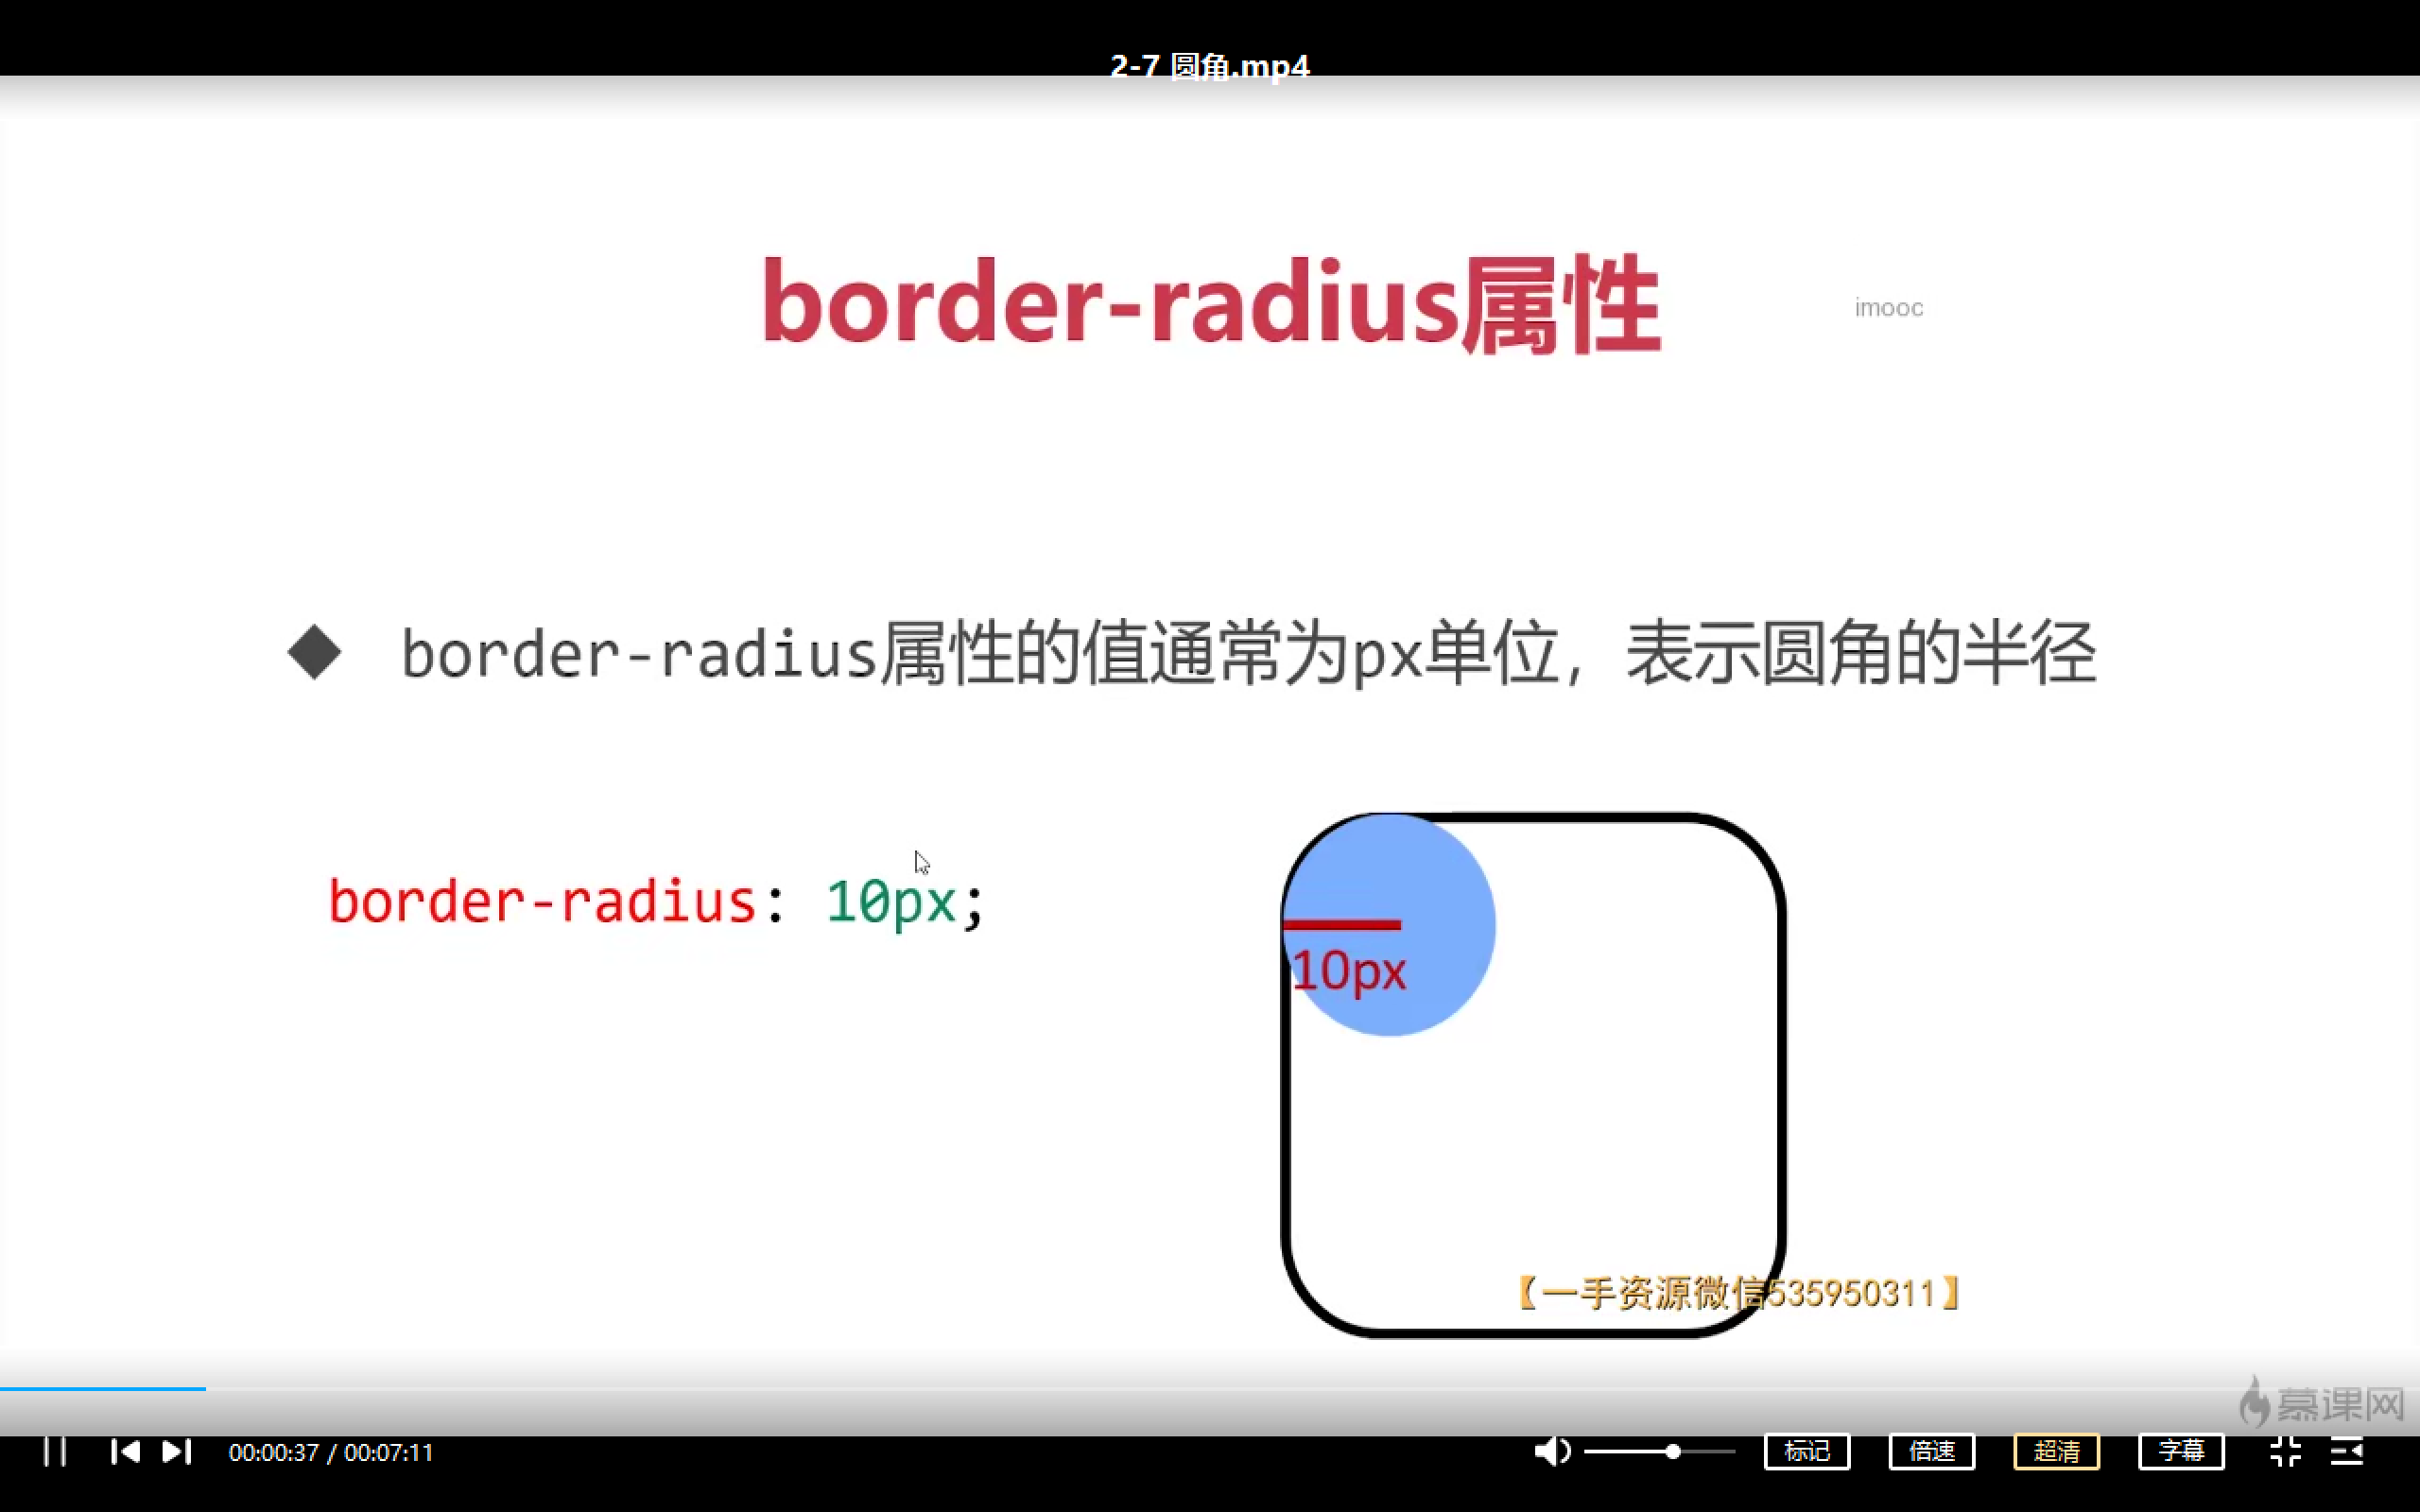 2-7 圆角.mp4
border-radius属性
imooc
◆ border-radius属性的值通常为px单位，表示圆角的半径
border-radius: 10px;
10px
【一手资源微信535950311】
慕课网
00:00:37 / 00:07:11
标记
倍速
超清
字幕